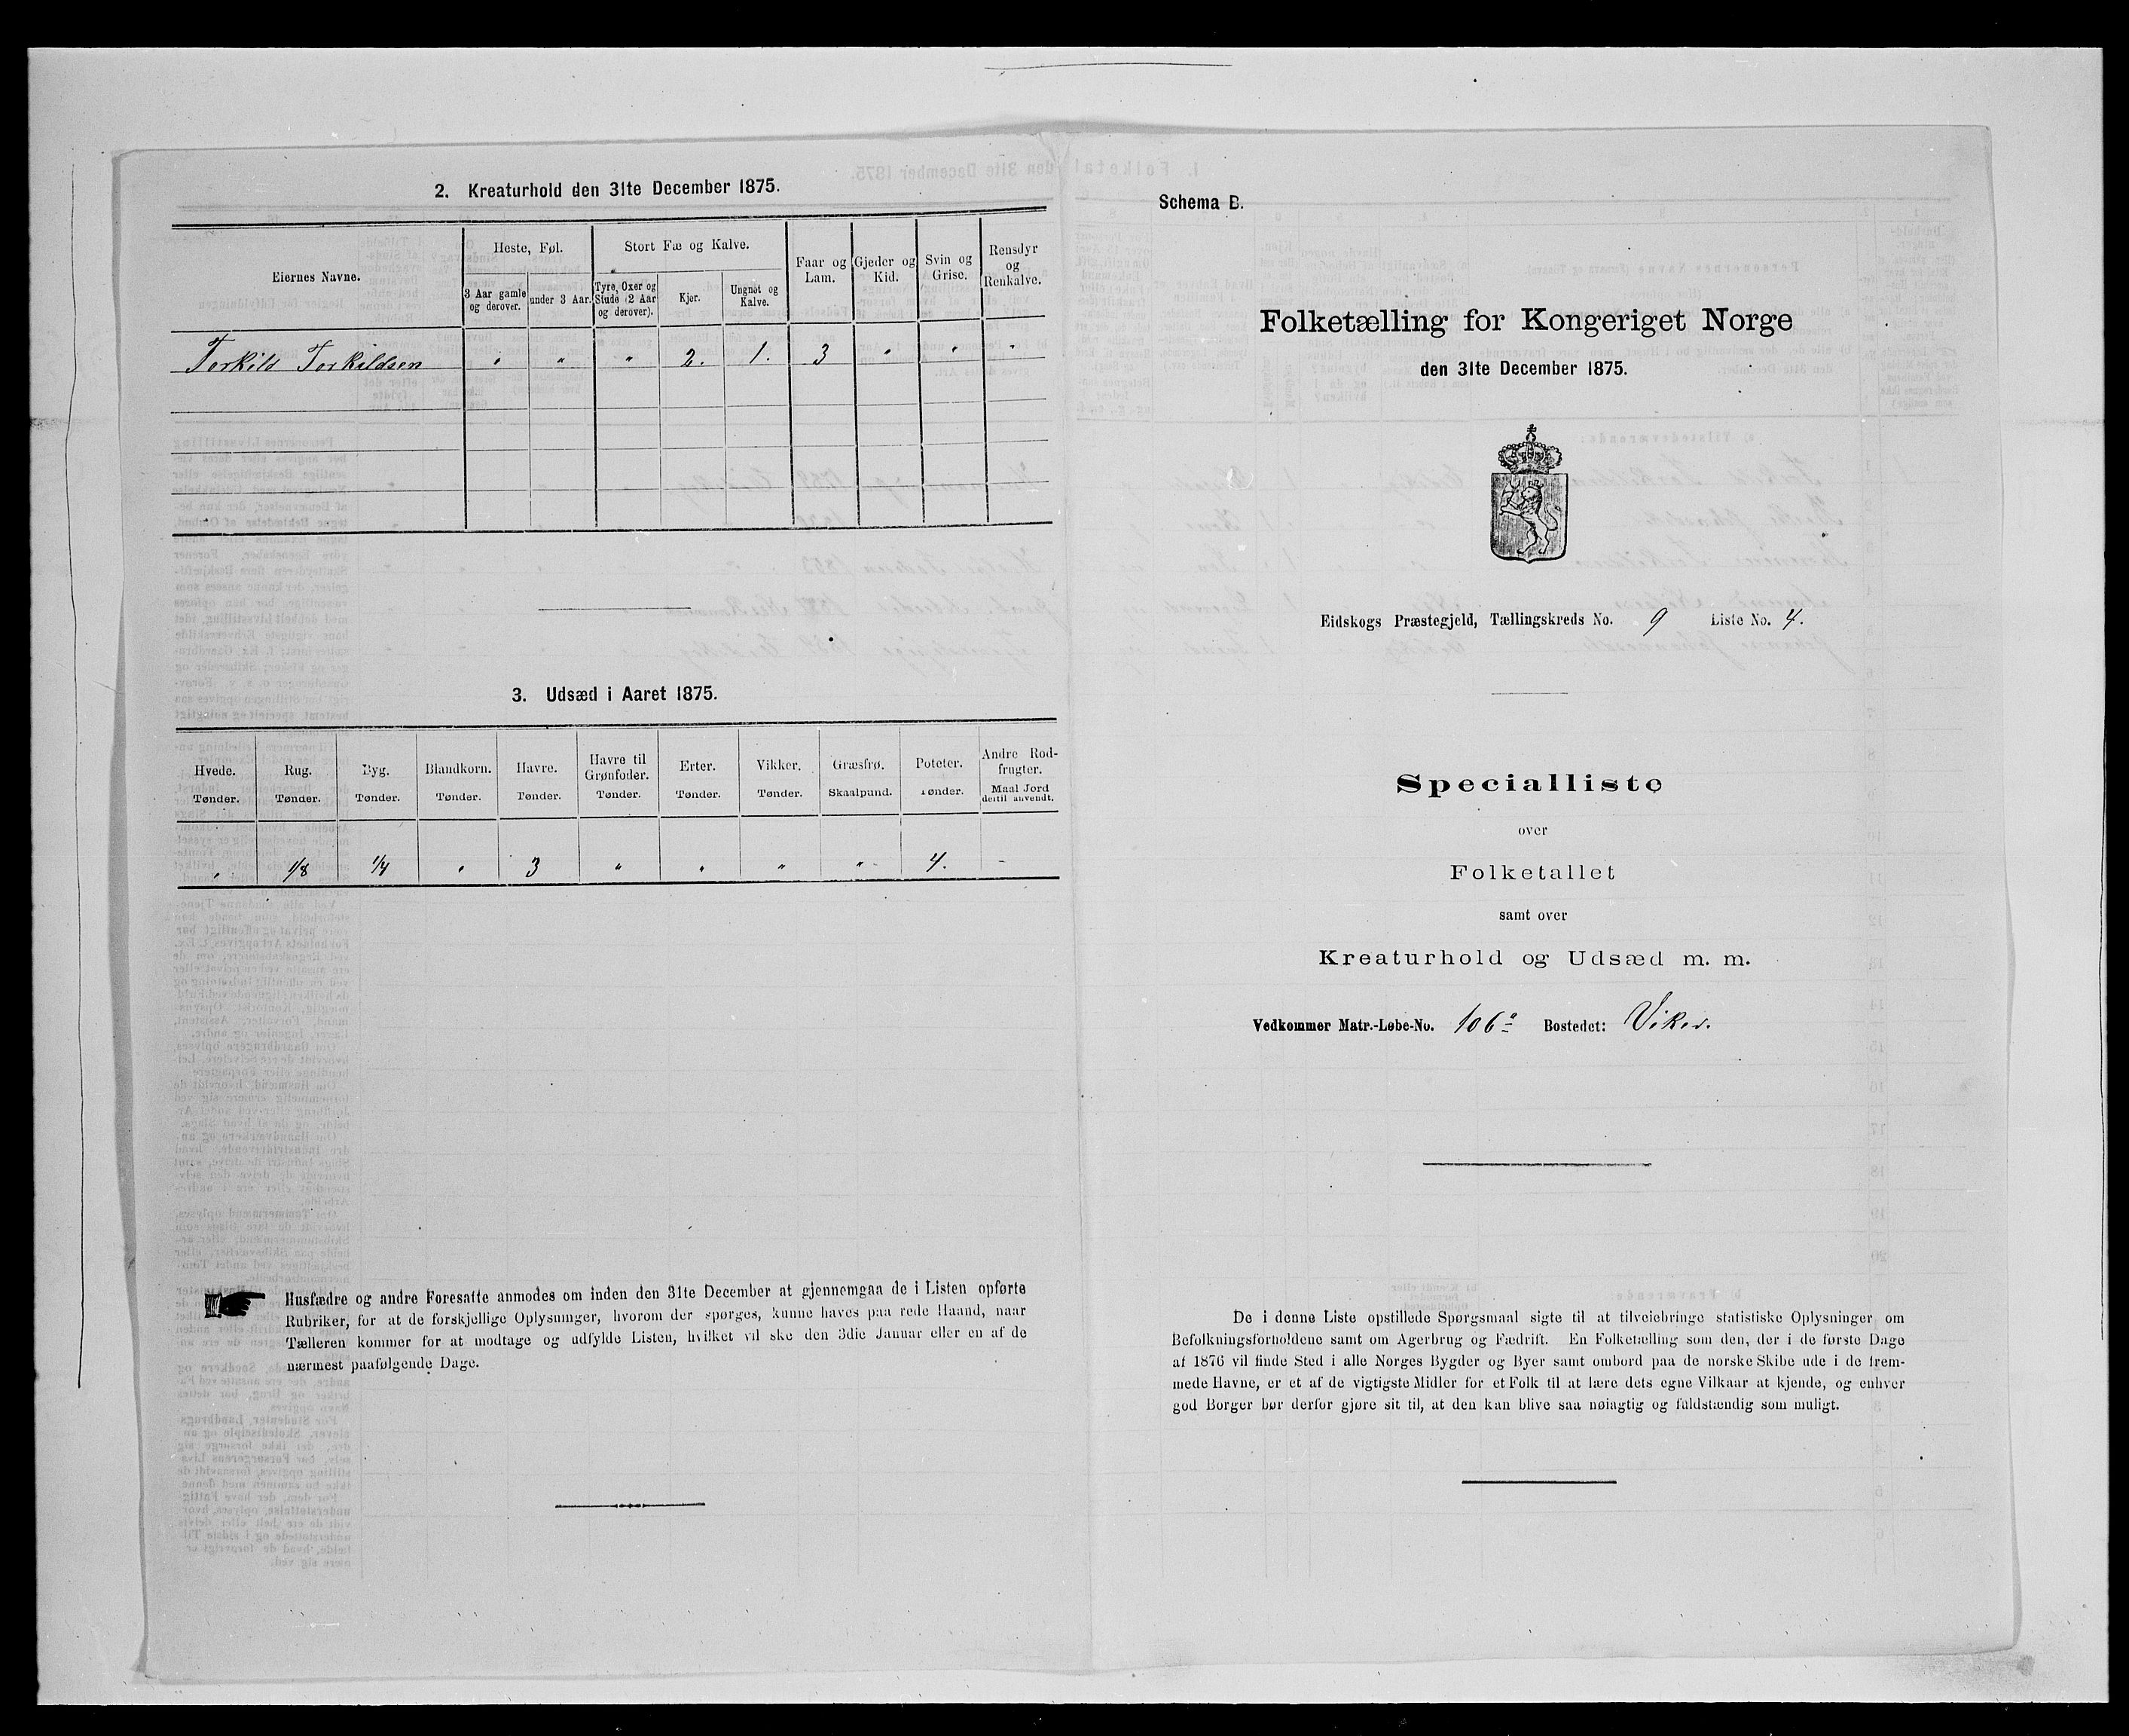 2. Kreaturhold den 31te December 1875.
Eiernes Navne.
Heste, Føl.
3 Aar gamle og derover.
under 3 Aar.
Stort Fæ og Kalve.
Tyre, Oxer og Stude (2 Aar og derover).
Kjør.
Ungnøt og Kalve.
Faar og Lam.
Gjeder og Kid.
Svin og Grise.
Rensdyr og Renkalve.
Torkild Torkildsen " " " 2. 1. 3 " " "
3. Udsæd i Aaret 1875.
Hvede. Rug. Byg. Blandkorn. Havre. Havre til Grønfoder. Erter. Vikker. Græsfrø. Poteter. Andre Rodfrugter.
Tønder. Tønder. Tønder. Tønder. Tønder. Tønder. Tønder. Tønder. Skaalpund. Tønder. Maal Jord dertil anvendt.
" 1/8 1/4 " 3 " " " " 4. -
Husfædre og andre Foresatte anmodes om inden den 31te December at gjennemgaa de i Listen opførte
Rubriker, for at de forskjellige Oplysninger, hvorom der spørges, kunne haves paa rede Haand, naar
Tælleren kommer for at modtage og udfylde Listen, hvilket vil ske den 3die Januar eller en af de
nærmest paafølgende Dage.
Schema B.
Folketælling for Kongeriget Norge
den 31te December 1875.
Eidskogs Præstegjeld, Tællingskreds No. 9 Liste No. 4.
Specialliste
over
Folketallet
samt over
Kreaturhold og Udsæd m. m.
Vedkommer Matr.-Løbe-No. 106a Bostedet: Viker.
De i denne Liste opstillede Spørgsmaal sigte til at tilveiebringe statistiske Oplysninger om
Befolkningsforholdene samt om Agerbrug og Fædrift. En Folketælling som den, der i de første Dage
af 1876 vil finde Sted i alle Norges Bygder og Byer samt ombord paa de norske Skibe ude i de frem-
mede Havne, er et af de vigtigste Midler for et Folk til at lære dets egne Vilkaar at kjende, og enhver
god Borger bør derfor gjøre sit til, at den kan blive saa nøiagtig og fuldstændig som muligt.